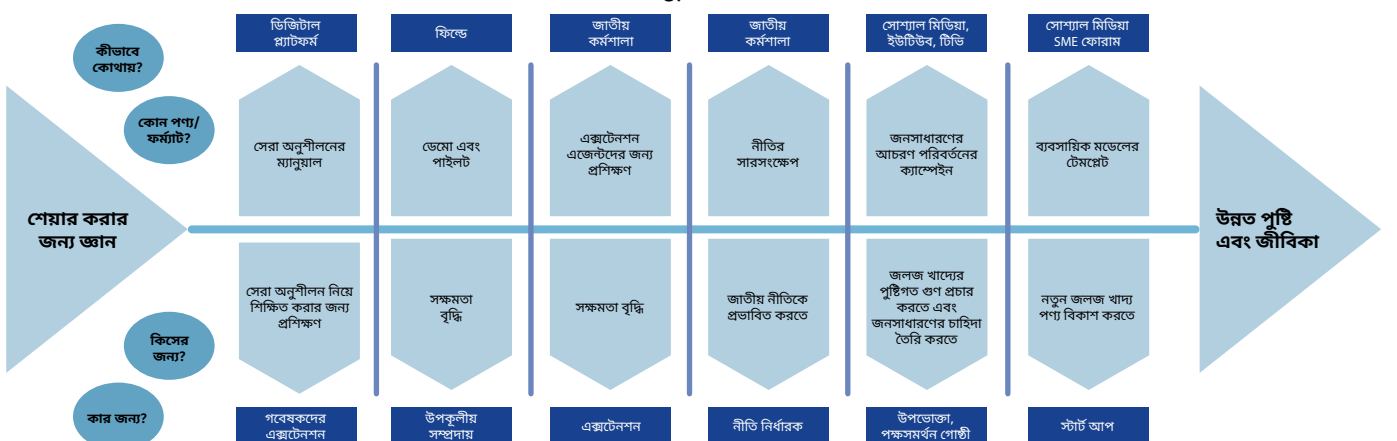 ডিজিটাল
প্ল্যাটফর্ম
ফিল্ডে
জাতীয়
কর্মশালা
জাতীয়
কর্মশালা
সোশ্যাল মিডিয়া,
ইউটিউব, টিভি
সোশ্যাল মিডিয়া
SME ফোরাম
কীভাবে
কোথায়?
কোন পণ্য/
ফর্ম্যাট?
সেরা অনুশীলনের
ম্যানুয়াল
ডেমো এবং
পাইলট
এক্সটেনশন
এজেন্টদের জন্য
প্রশিক্ষণ
নীতির
সারসংক্ষেপ
জনসাধারণের
আচরণ পরিবর্তনের
ক্যাম্পেইন
ব্যবসায়িক মডেলের
টেমপ্লেট
শেয়ার করার
জন্য জ্ঞান
উন্নত পুষ্টি
এবং জীবিকা
সেরা অনুশীলন নিয়ে
শিক্ষিত করার জন্য
প্রশিক্ষণ
সক্ষমতা
বৃদ্ধি
সক্ষমতা বৃদ্ধি
জাতীয় নীতিকে
প্রভাবিত করতে
জলজ খাদ্যের
পুষ্টিগত গুণ প্রচার
করতে এবং
জনসাধারণের চাহিদা
তৈরি করতে
নতুন জলজ খাদ্য
পণ্য বিকাশ করতে
কিসের
জন্য?
কার জন্য?
গবেষকদের
এক্সটেনশন
উপকূলীয়
সম্প্রদায়
এক্সটেনশন
নীতি নির্ধারক
উপভোক্তা,
পক্ষসমর্থন গোষ্ঠী
স্টার্ট আপ